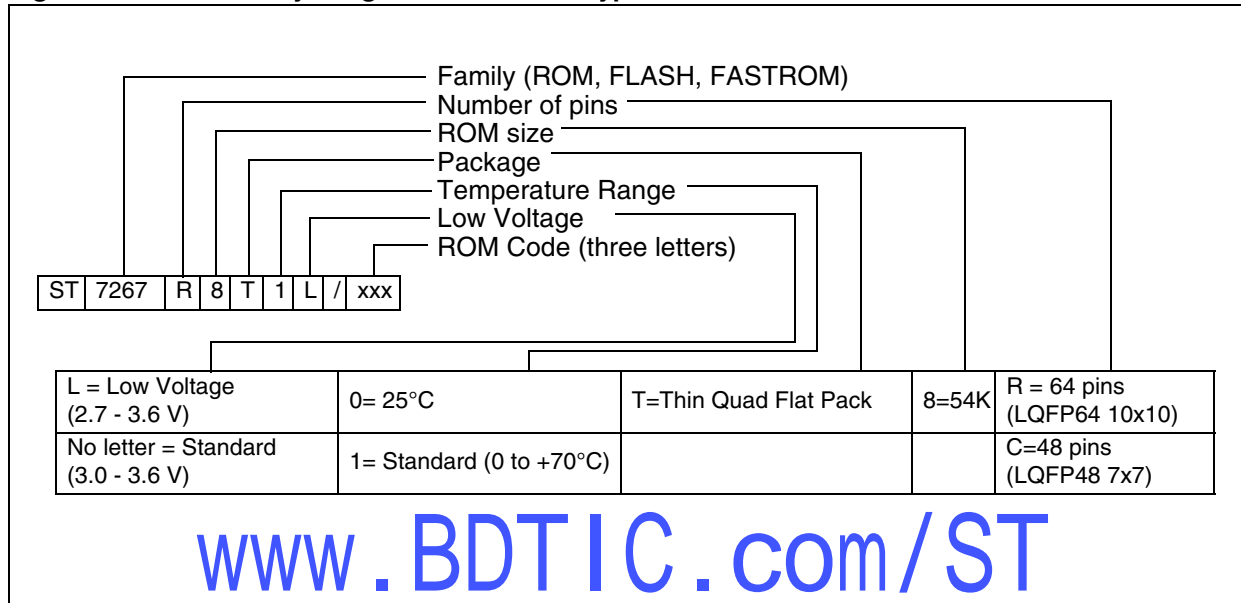 Family (ROM, FLASH, FASTROM)
Number of pins
ROM size
Package
Temperature Range
Low Voltage
ROM Code (three letters)
ST 7267 R 8 T 1 L / xxx
L = Low Voltage
(2.7 - 3.6 V)
0= 25°C
T=Thin Quad Flat Pack
8=54K
R = 64 pins
(LQFP64 10x10)
No letter = Standard
(3.0 - 3.6 V)
1= Standard (0 to +70°C)
C=48 pins
(LQFP48 7x7)
www.BDTIC.com/ST